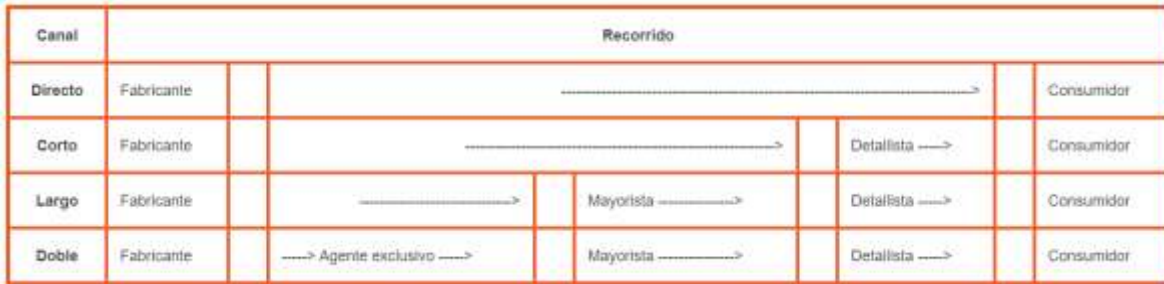 Canal Recorrido
Directo Fabricante --------------------------------------------------------------------------------> Consumidor
Corto Fabricante ------------------------------------------------------------> Detallista -----> Consumidor
Largo Fabricante ------------------------------> Mayorista ---------------> Detallista -----> Consumidor
Doble Fabricante -----> Agente exclusivo -----> Mayorista ---------------> Detallista -----> Consumidor